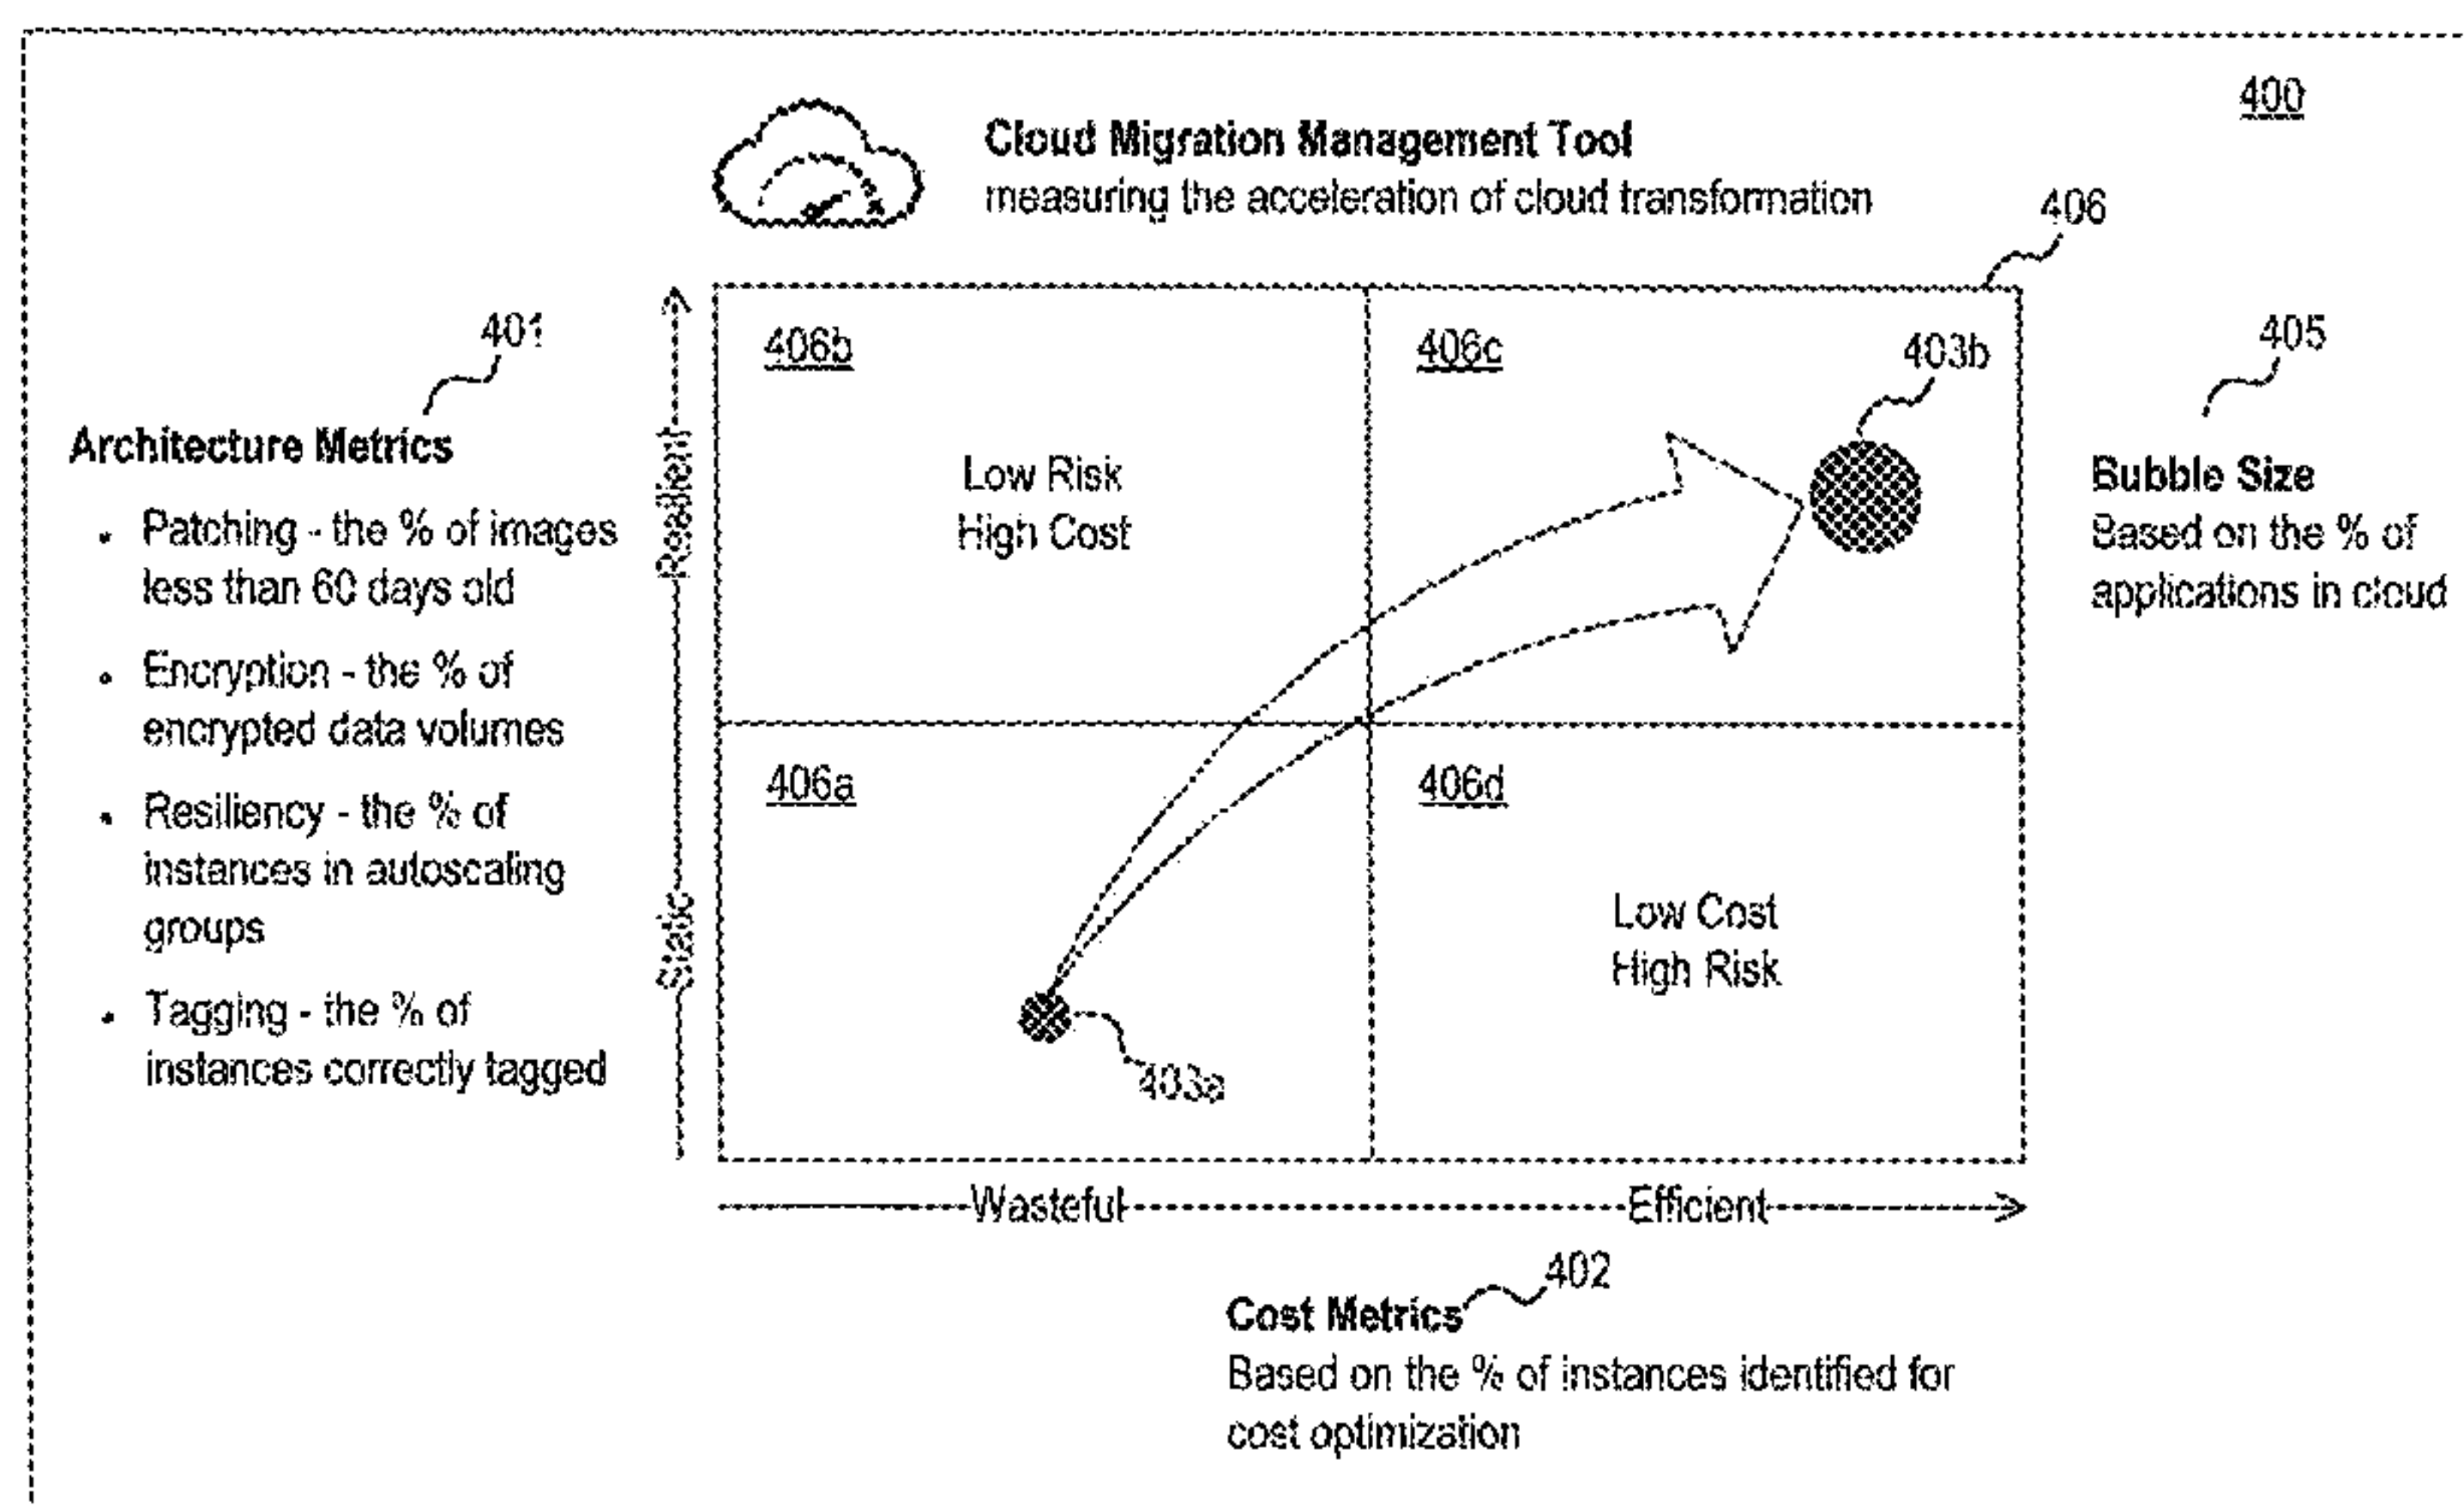 400
Cloud Migration Management Tool
measuring the acceleration of cloud transformation
406
401
Architecture Metrics
• Patching - the % of images
less than 60 days old
• Encryption - the % of
encrypted data volumes
• Resiliency - the % of
instances in autoscaling
groups
• Tagging - the % of
instances correctly tagged
Resilient
Static
406b
Low Risk
High Cost
406c
403b
406a
403a
406d
Low Cost
High Risk
405
Bubble Size
Based on the % of
applications in cloud
Wasteful
Efficient
402
Cost Metrics
Based on the % of instances identified for
cost optimization